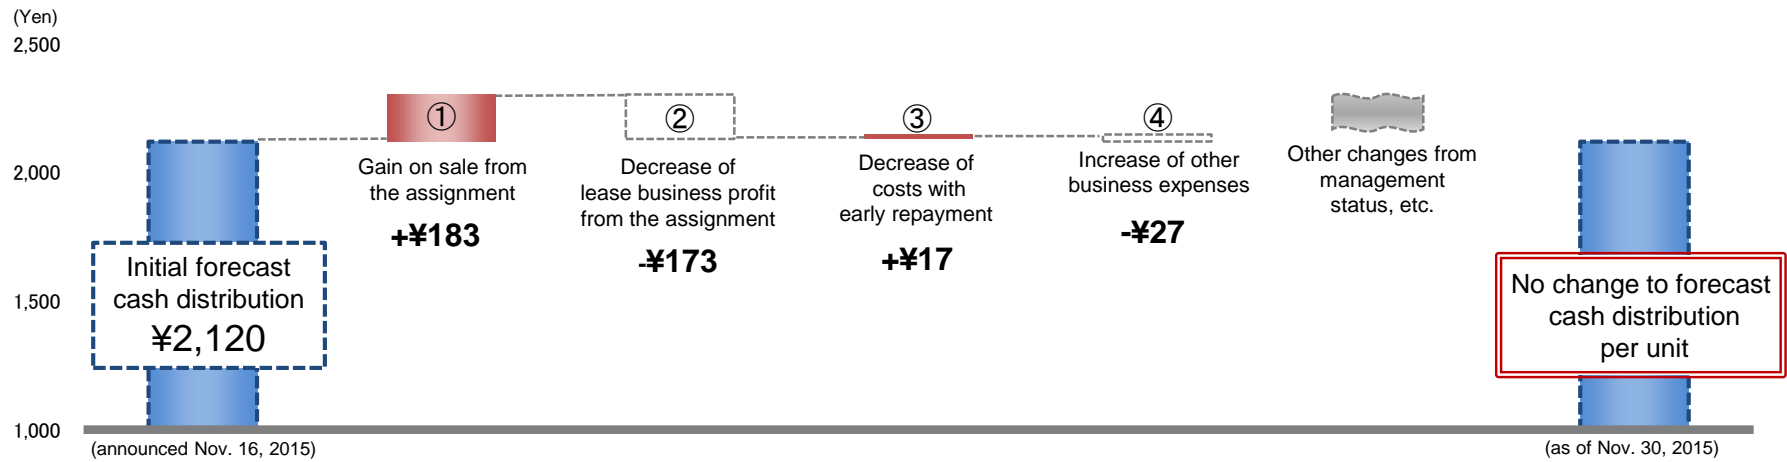 (Yen)
2,500
2,000
1,500
1,000
Initial forecast
cash distribution
¥2,120
(announced Nov. 16, 2015)
①
Gain on sale from
the assignment
+¥183
②
Decrease of
lease business profit
from the assignment
-¥173
③
Decrease of
costs with
early repayment
+¥17
④
Increase of other
business expenses
-¥27
Other changes from
management
status, etc.
No change to forecast
cash distribution
per unit
(as of Nov. 30, 2015)